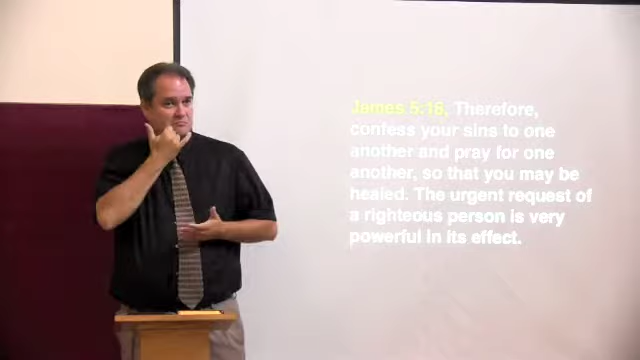 James 5:16, Therefore,
confess your sins to one
another and pray for one
another, so that you may be
healed. The urgent request of
a righteous person is very
powerful in its effect.